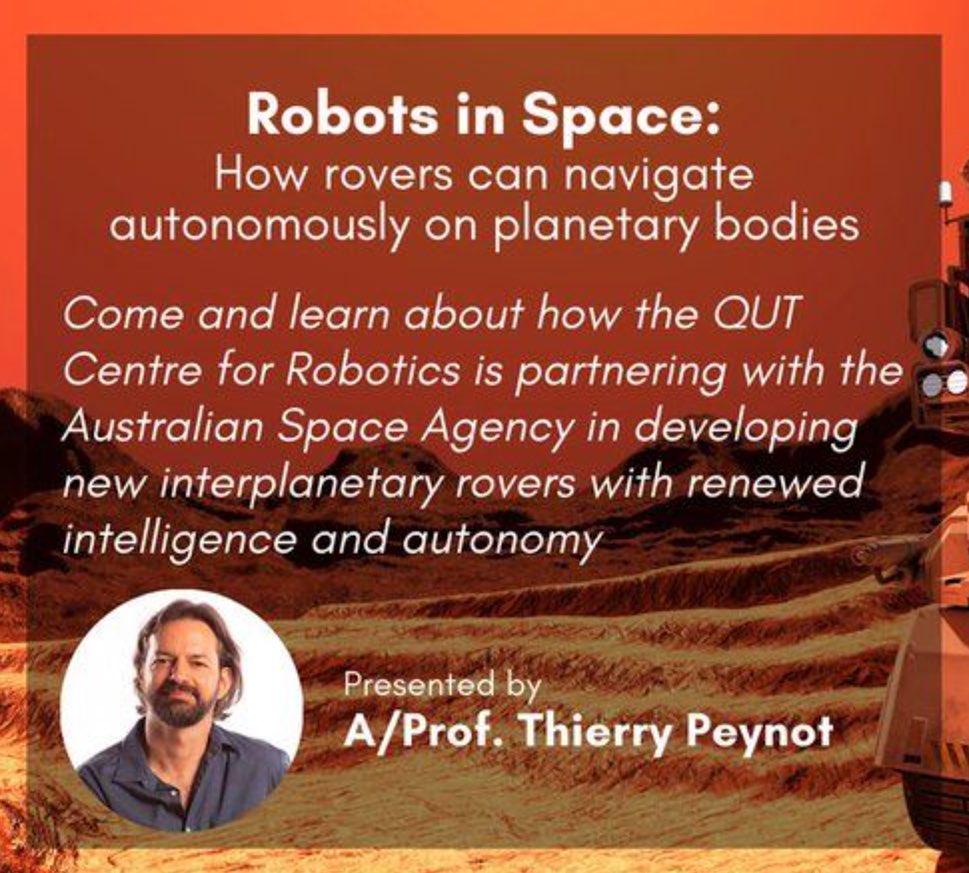 Robots in Space:
How rovers can navigate
autonomously on planetary bodies
Come and learn about how the QUT
Centre for Robotics is partnering with the
Australian Space Agency in developing
new interplanetary rovers with renewed
intelligence and autonomy
Presented by
A/Prof. Thierry Peynot